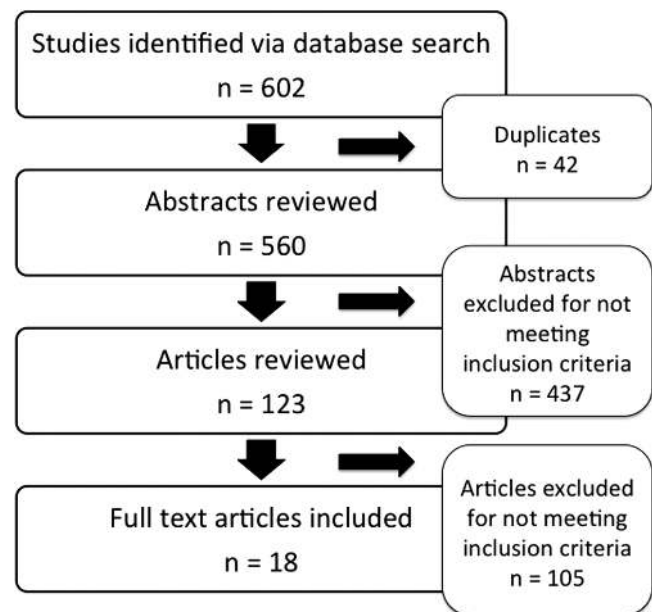 Studies identified via database search
n = 602
Duplicates
n = 42
Abstracts reviewed
n = 560
Abstracts
excluded for not
meeting
inclusion criteria
n = 437
Articles reviewed
n = 123
Full text articles included
n = 18
Articles excluded
for not meeting
inclusion criteria
n = 105